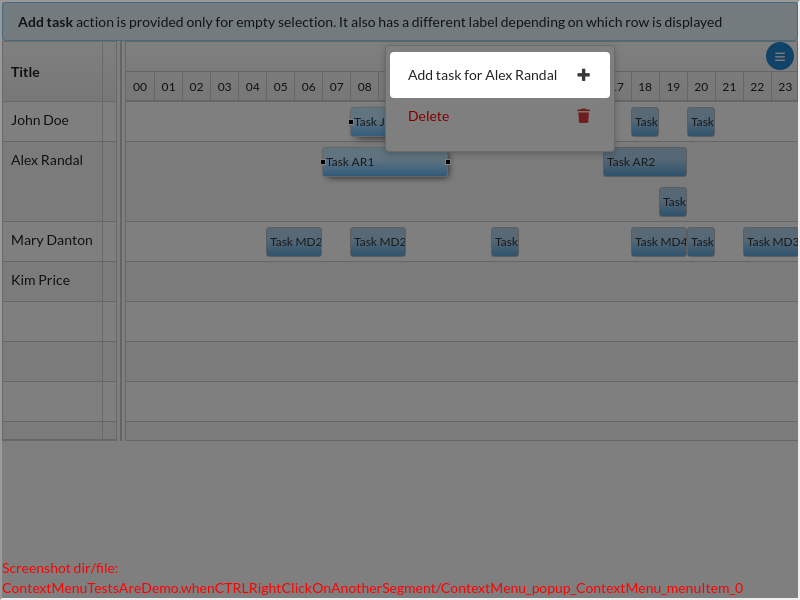 Add task action is provided only for empty selection. It also has a different label depending on which row is displayed
Title
00 01 02 03 04 05 06 07 08 18 19 20 21 22 23
Add task for Alex Randal
Delete
John Doe
Task Task
Alex Randal
Task AR1 Task AR2
Task
Mary Danton
Task MD2 Task MD2 Task Task MD4 Task Task MD3
Kim Price
Screenshot dir/file:
ContextMenuTestsAreDemo.whenCTRLRightClickOnAnotherSegment/ContextMenu_popup_ContextMenu_menuItem_0